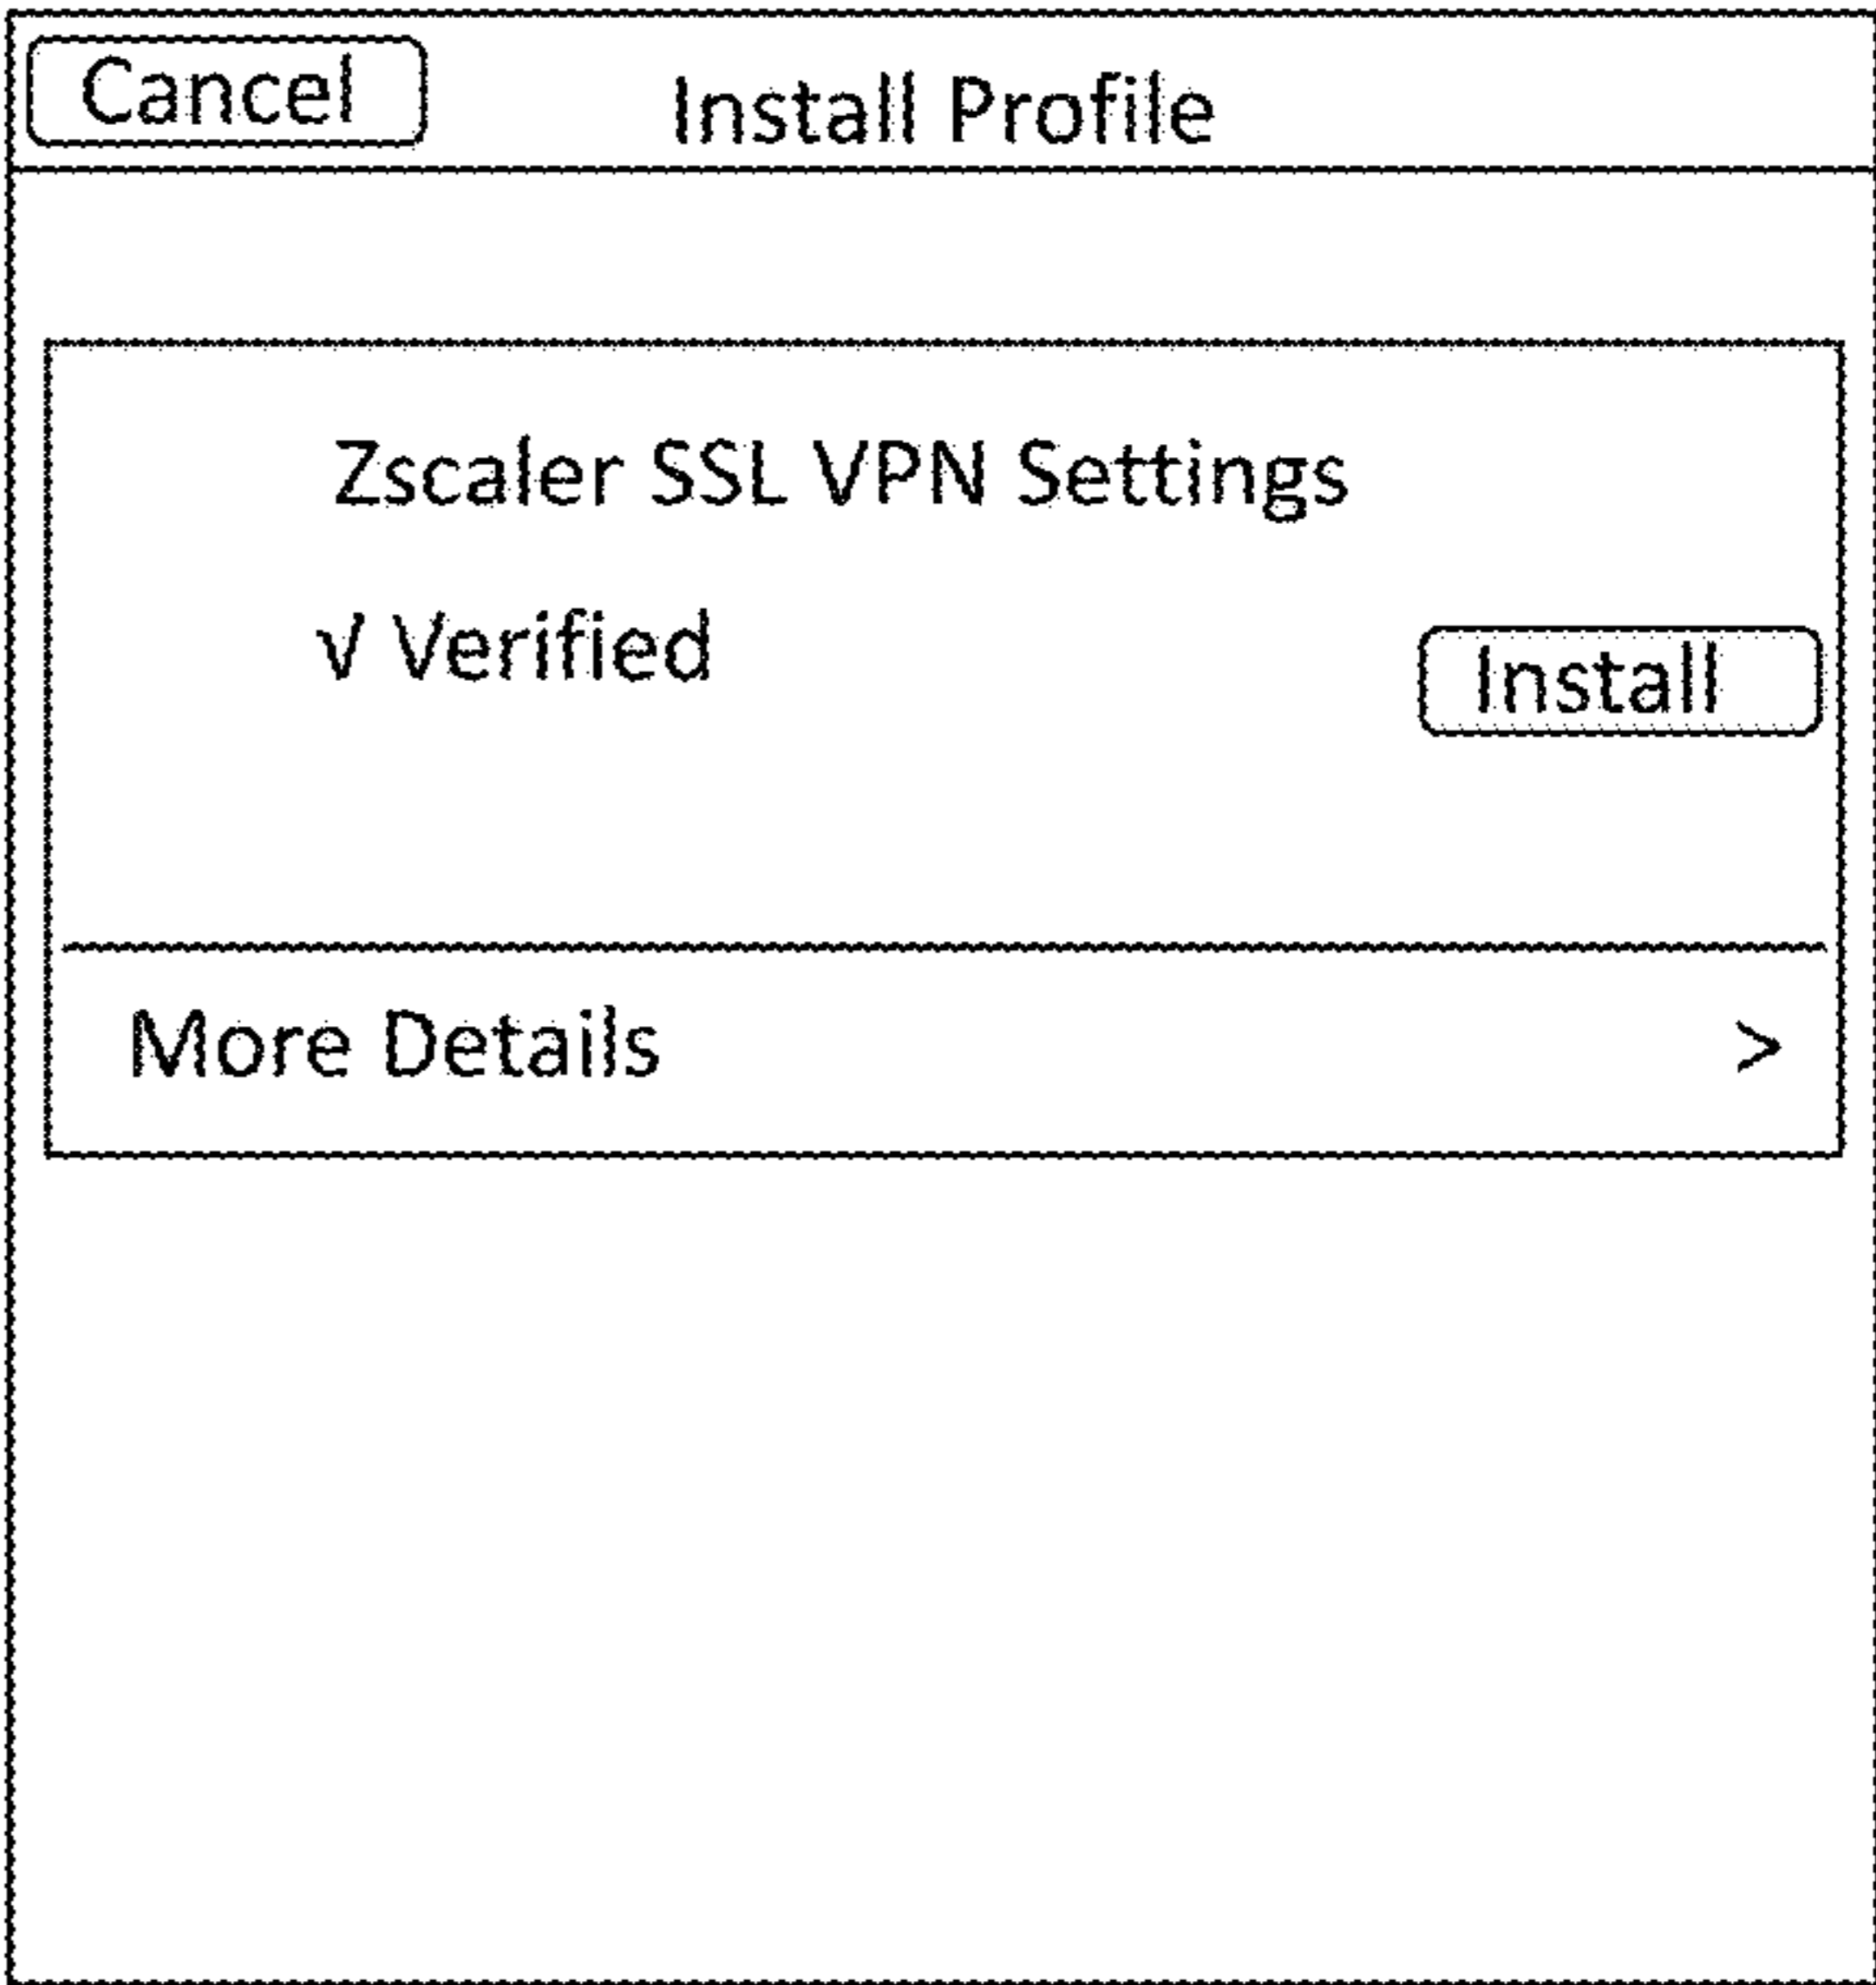 Cancel
Install Profile
Zscaler SSL VPN Settings
√ Verified
Install
More Details >